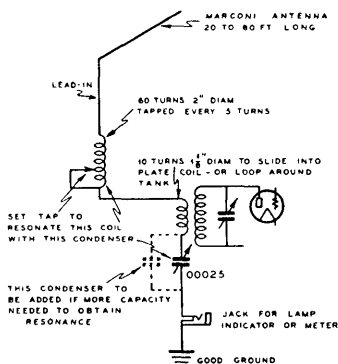 MARCONI ANTENNA
20 TO 80 FT LONG
LEAD-IN
60 TURNS 2" DIAM
TAPPED EVERY 5 TURNS
10 TURNS 1⅛" DIAM TO SLIDE INTO
PLATE COIL - OR LOOP AROUND
TANK
SET TAP TO
RESONATE THIS COIL
WITH THIS CONDENSER
00025
THIS CONDENSER TO
BE ADDED IF MORE CAPACITY
NEEDED TO OBTAIN
RESONANCE
JACK FOR LAMP
INDICATOR OR METER
GOOD GROUND